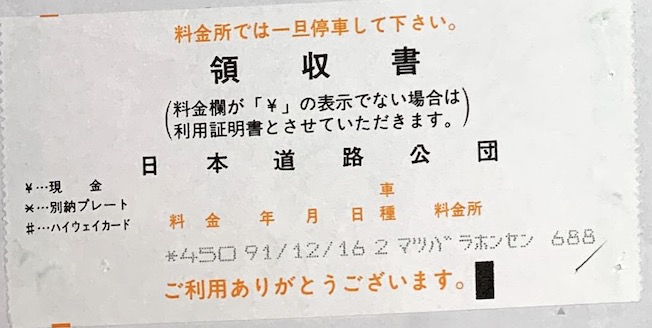 料金所では一旦停車して下さい。
領収書
(料金欄が「¥」の表示でない場合は
利用証明書とさせていただきます。)
日本道路公団
¥…現金
*…別納プレート
#…ハイウェイカード
料金 年月日 車種 料金所
*450 91/12/16 2 マツバラホンセン 688
ご利用ありがとうございます。